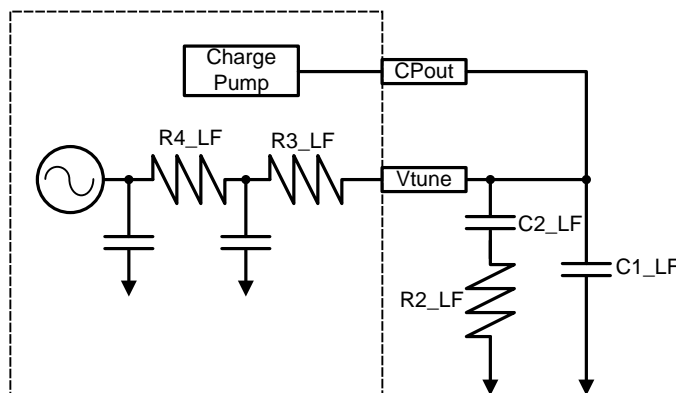 Charge
Pump
CPout
R4_LF
R3_LF
Vtune
C2_LF
C1_LF
R2_LF